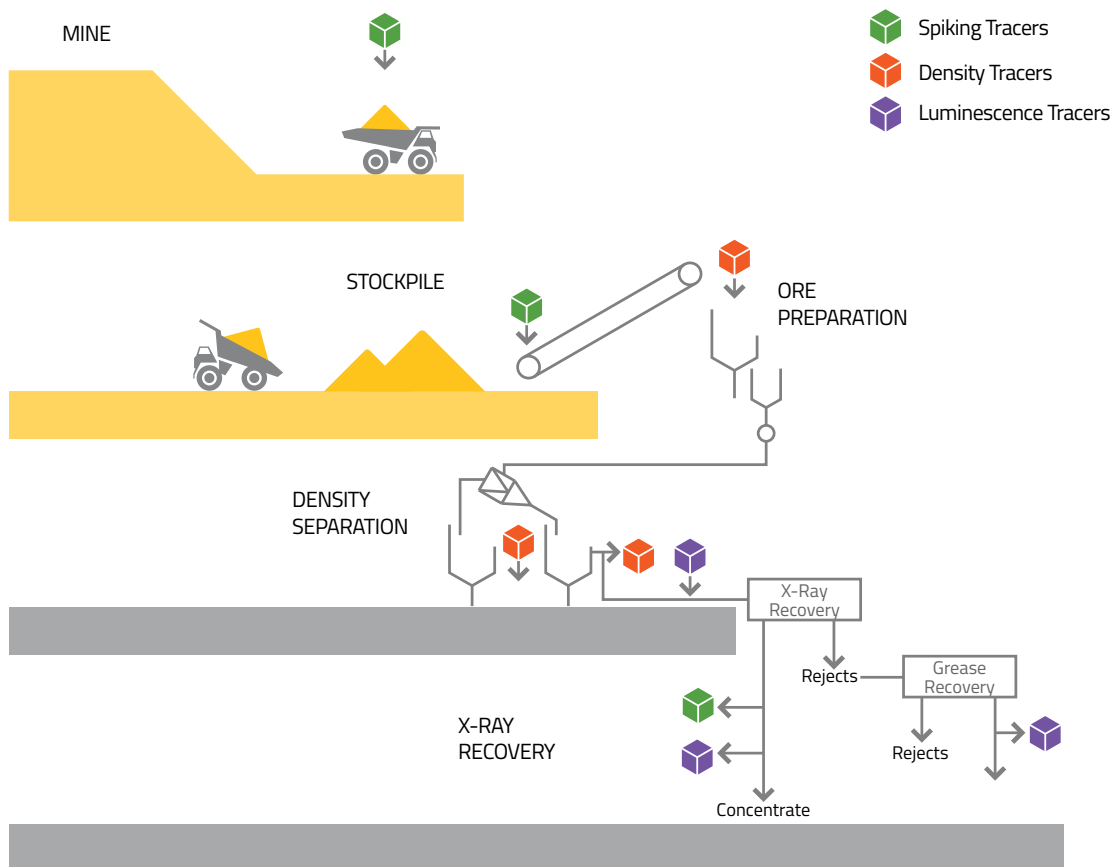 MINE
Spiking Tracers
Density Tracers
Luminescence Tracers
STOCKPILE
ORE
PREPARATION
DENSITY
SEPARATION
X-Ray
Recovery
Rejects
Grease
Recovery
X-RAY
RECOVERY
Rejects
Concentrate